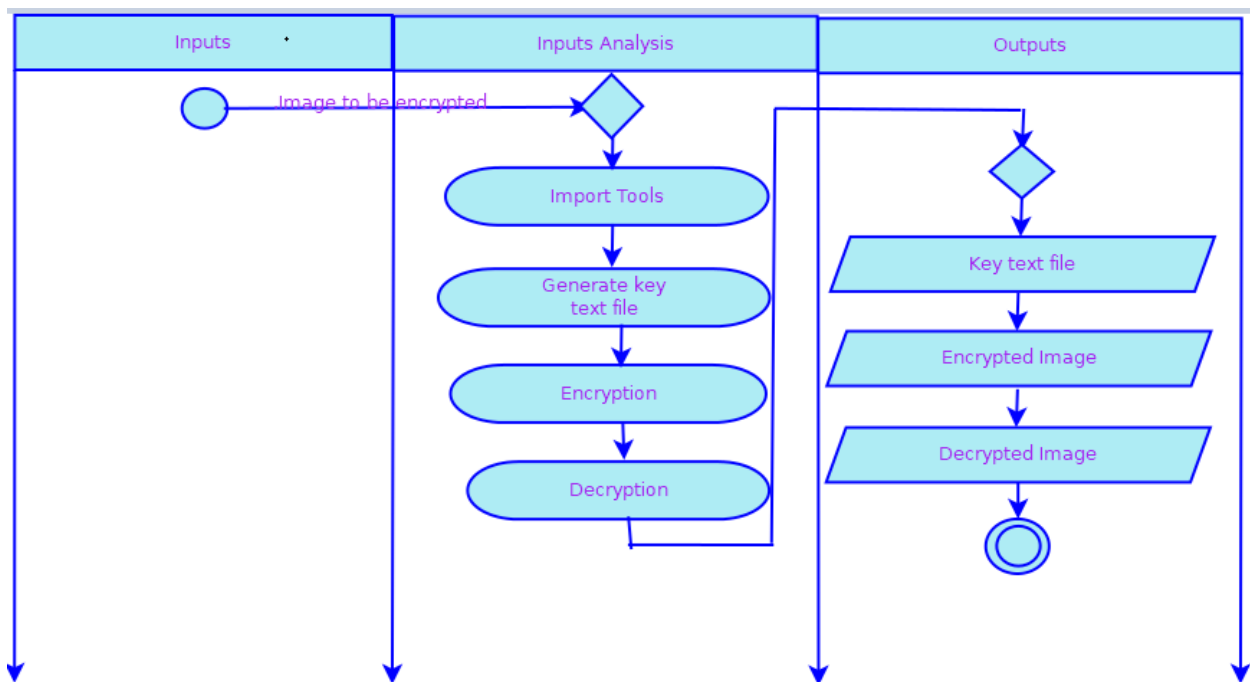 Inputs
Inputs Analysis
Outputs
Image to be encrypted
Import Tools
Generate key
text file
Encryption
Decryption
Key text file
Encrypted Image
Decrypted Image